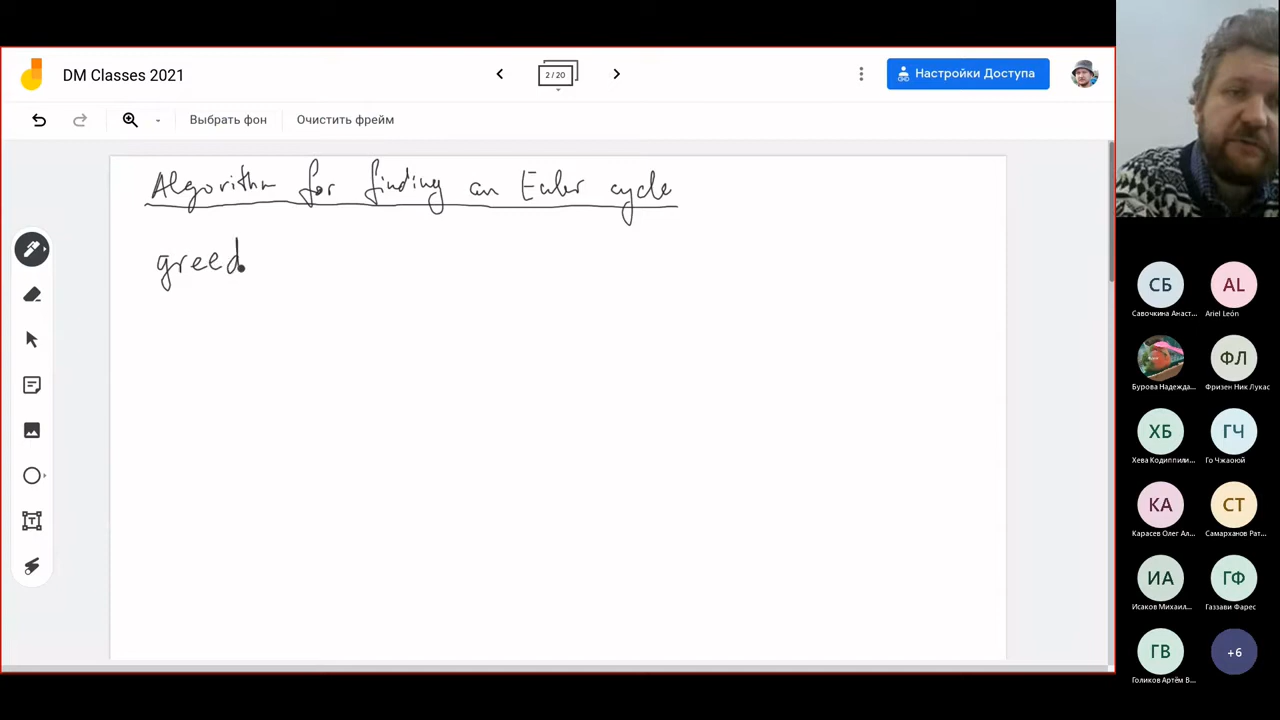 DM Classes 2021
2 / 20
Настройки Доступа
Выбрать фон
Очистить фрейм
Algorithm for finding an Euler cycle
greed
СБ
AL
Савочкина Анаст...
Ariel León
ФЛ
Бурова Надежда...
Фризен Ник Лукас
ХБ
ГЧ
Хева Кодиппили...
Го Чжаоюй
КА
СТ
Карасев Олег Ал...
Самарханов Рат...
ИА
ГФ
Исаков Михаил...
Газзави Фарес
ГВ
+6
Голиков Артём В...